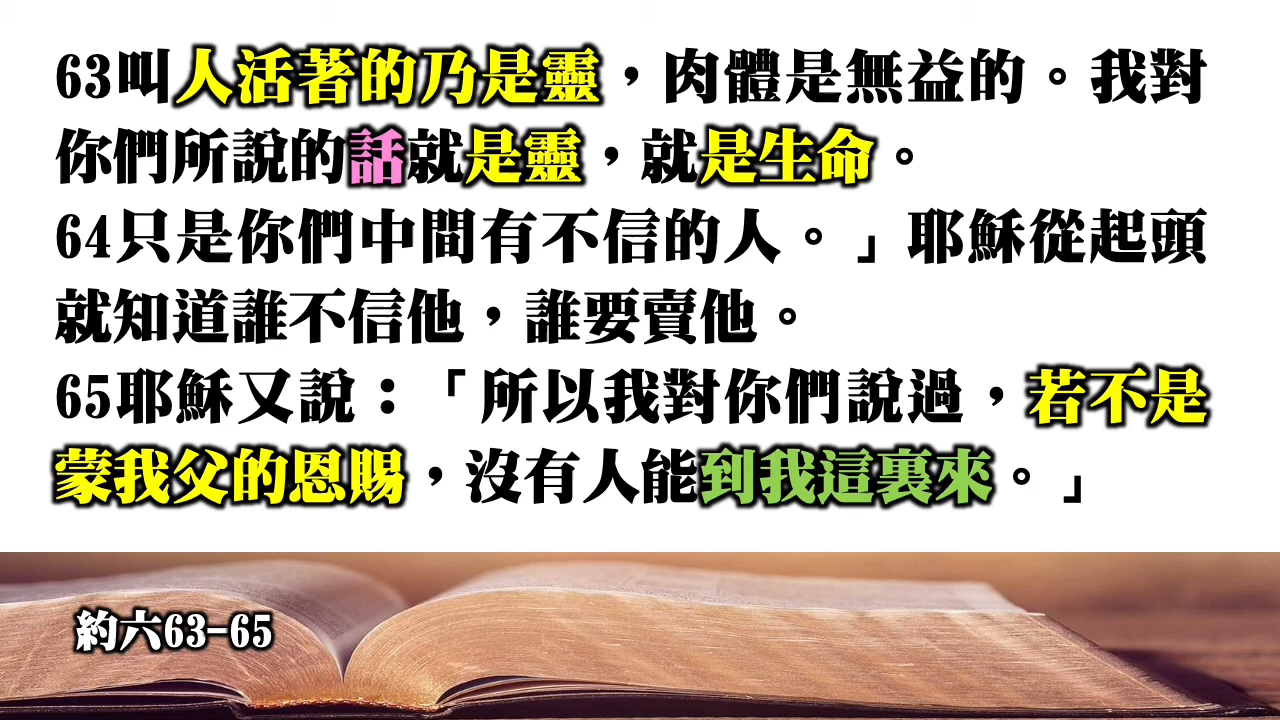 63叫人活著的乃是靈，肉體是無益的。我對
你們所說的話就是靈，就是生命。
64只是你們中間有不信的人。」耶穌從起頭
就知道誰不信他，誰要賣他。
65耶穌又說：「所以我對你們說過，若不是
蒙我父的恩賜，沒有人能到我這裏來。」
約六63-65